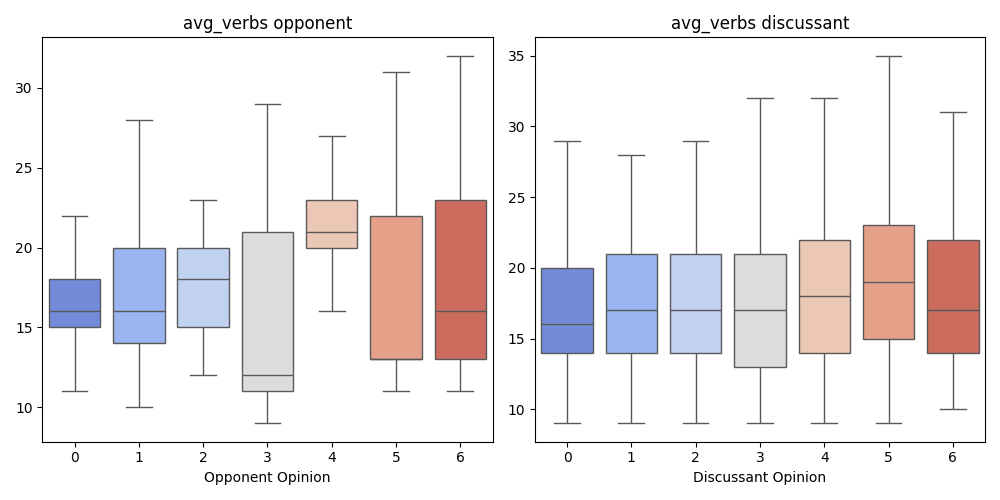 avg_verbs opponent
30
25
20
15
10
0 1 2 3 4 5 6
Opponent Opinion
avg_verbs discussant
35
30
25
20
15
10
0 1 2 3 4 5 6
Discussant Opinion